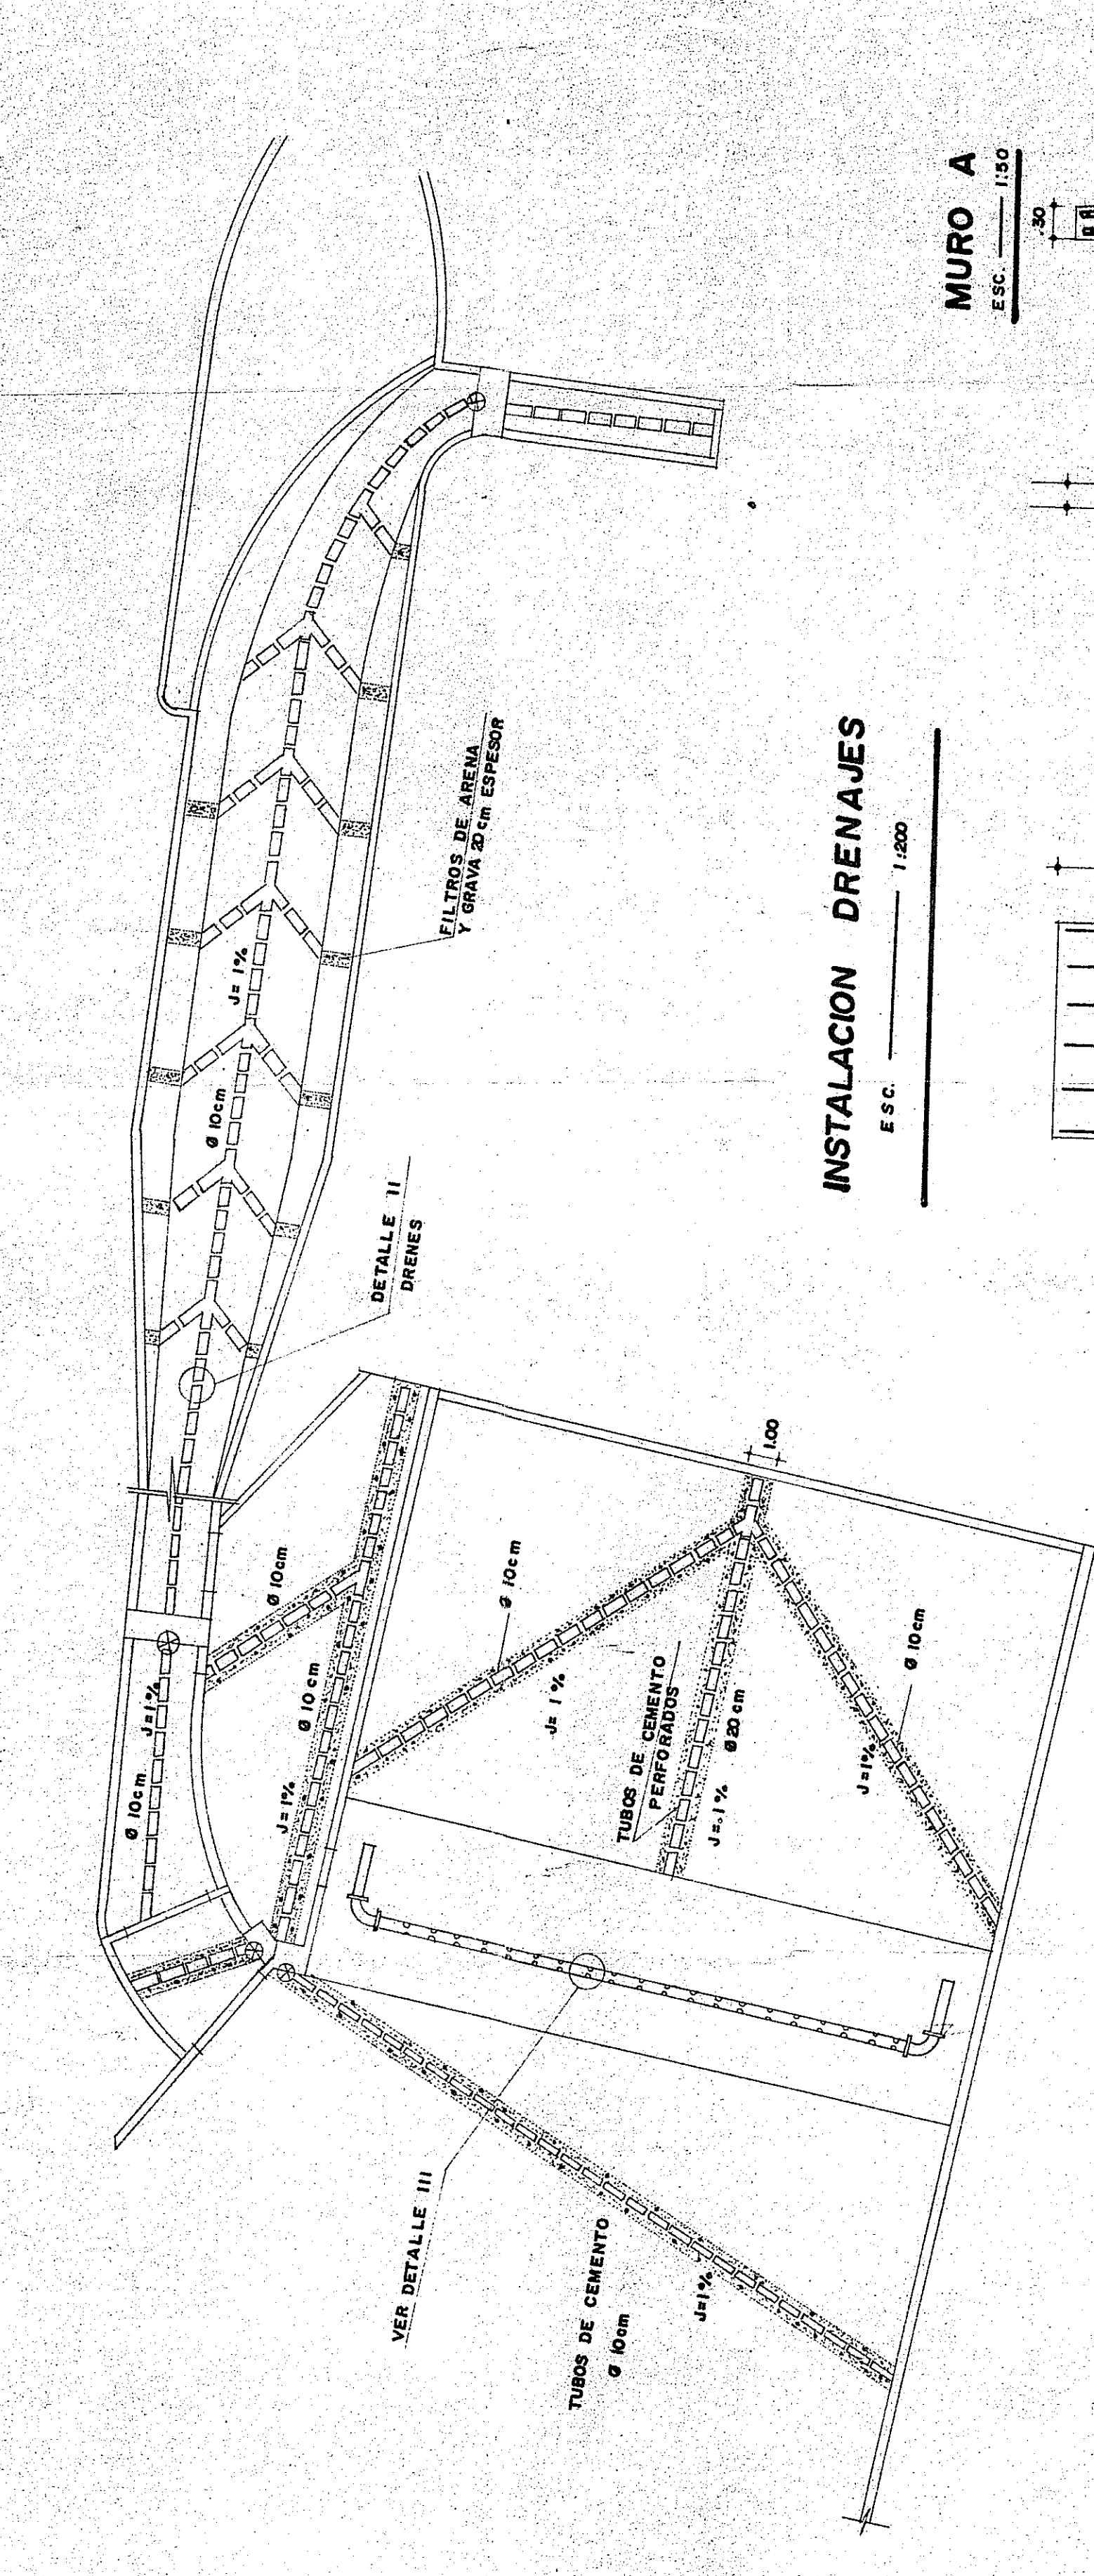 MURO A
ESC. 1:50
.30
FILTROS DE ARENA
Y GRAVA 20 cm ESPESOR
J= 1%
Ø 10cm
DETALLE II
DRENES
INSTALACION DRENAJES
ESC. 1:200
1.00
Ø 10cm
Ø 10 cm
J=1%
J=1%
Ø 10cm
Ø 10cm
J= 1%
TUBOS DE CEMENTO
PERFORADOS
Ø 20 cm
J=.1%
Ø 10cm
J=1%
VER DETALLE III
TUBOS DE CEMENTO
Ø 10cm
J=1%